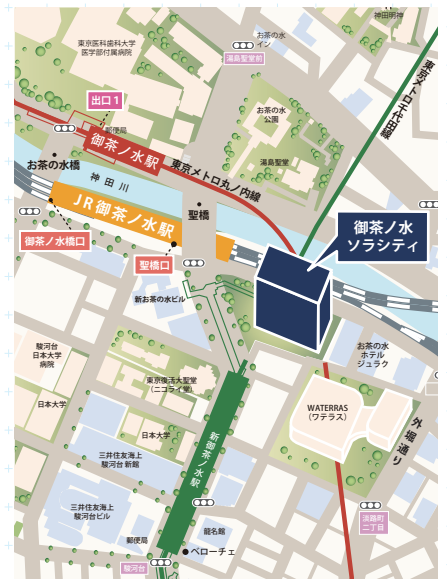 神田明神
お茶の水
イン
東京医科歯科大学
医学部付属病院
湯島聖堂前
東京メトロ千代田線
出口1
お茶の水
公園
郵便局
御茶ノ水駅
湯島聖堂
お茶の水橋
東京メトロ丸ノ内線
神田川
JR御茶ノ水駅
聖橋
御茶ノ水
ソラシティ
御茶ノ水橋口
聖橋口
新お茶の水ビル
駿河台
日本大学
病院
お茶の水
ホテル
ジュラク
東京復活大聖堂
（ニコライ堂）
日本大学
WATERRAS
（ワテラス）
外堀通り
日本大学
新御茶ノ水駅
三井住友海上
駿河台 新館
三井住友海上
駿河台ビル
淡路町
二丁目
龍名館
郵便局
ベローチェ
駿河台